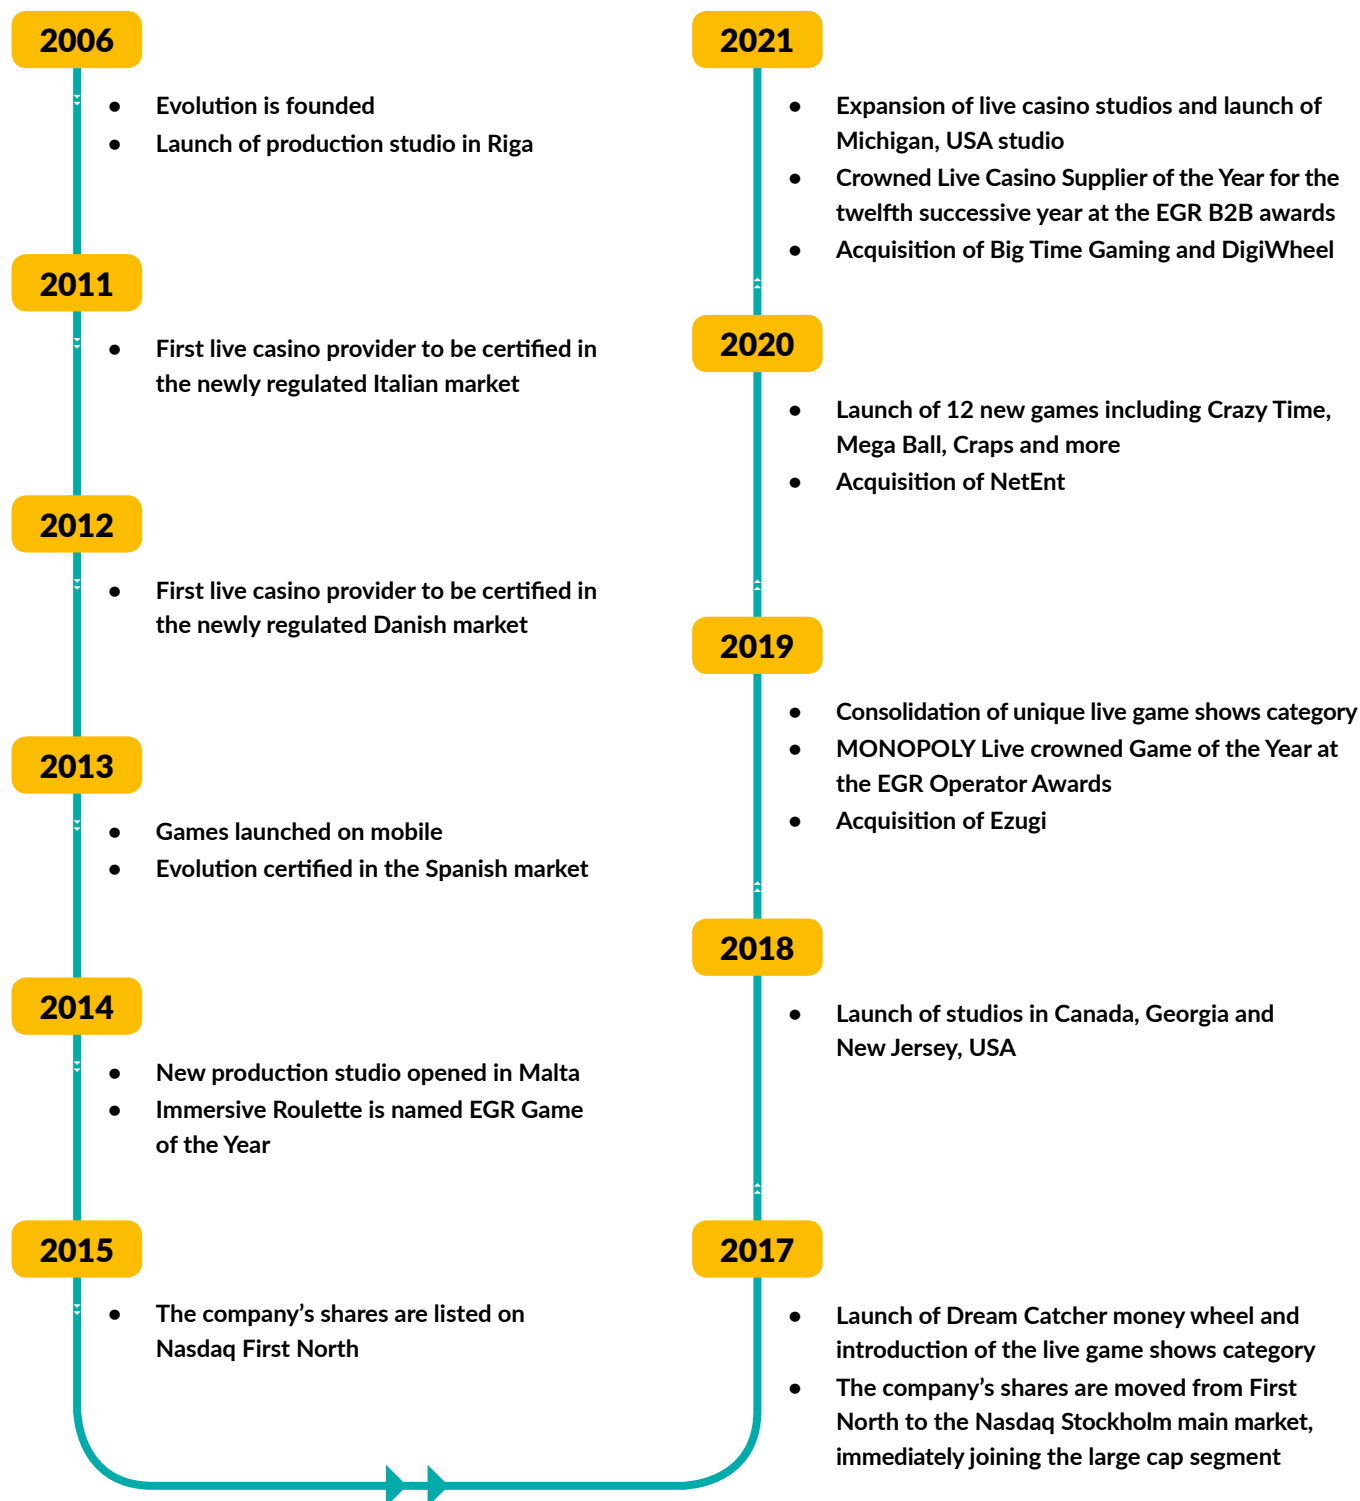 2006
● Evolution is founded
● Launch of production studio in Riga
2011
● First live casino provider to be certified in
the newly regulated Italian market
2012
● First live casino provider to be certified in
the newly regulated Danish market
2013
● Games launched on mobile
● Evolution certified in the Spanish market
2014
● New production studio opened in Malta
● Immersive Roulette is named EGR Game
of the Year
2015
● The company’s shares are listed on
Nasdaq First North
2021
● Expansion of live casino studios and launch of
Michigan, USA studio
● Crowned Live Casino Supplier of the Year for the
twelfth successive year at the EGR B2B awards
● Acquisition of Big Time Gaming and DigiWheel
2020
● Launch of 12 new games including Crazy Time,
Mega Ball, Craps and more
● Acquisition of NetEnt
2019
● Consolidation of unique live game shows category
● MONOPOLY Live crowned Game of the Year at
the EGR Operator Awards
● Acquisition of Ezugi
2018
● Launch of studios in Canada, Georgia and
New Jersey, USA
2017
● Launch of Dream Catcher money wheel and
introduction of the live game shows category
● The company’s shares are moved from First
North to the Nasdaq Stockholm main market,
immediately joining the large cap segment